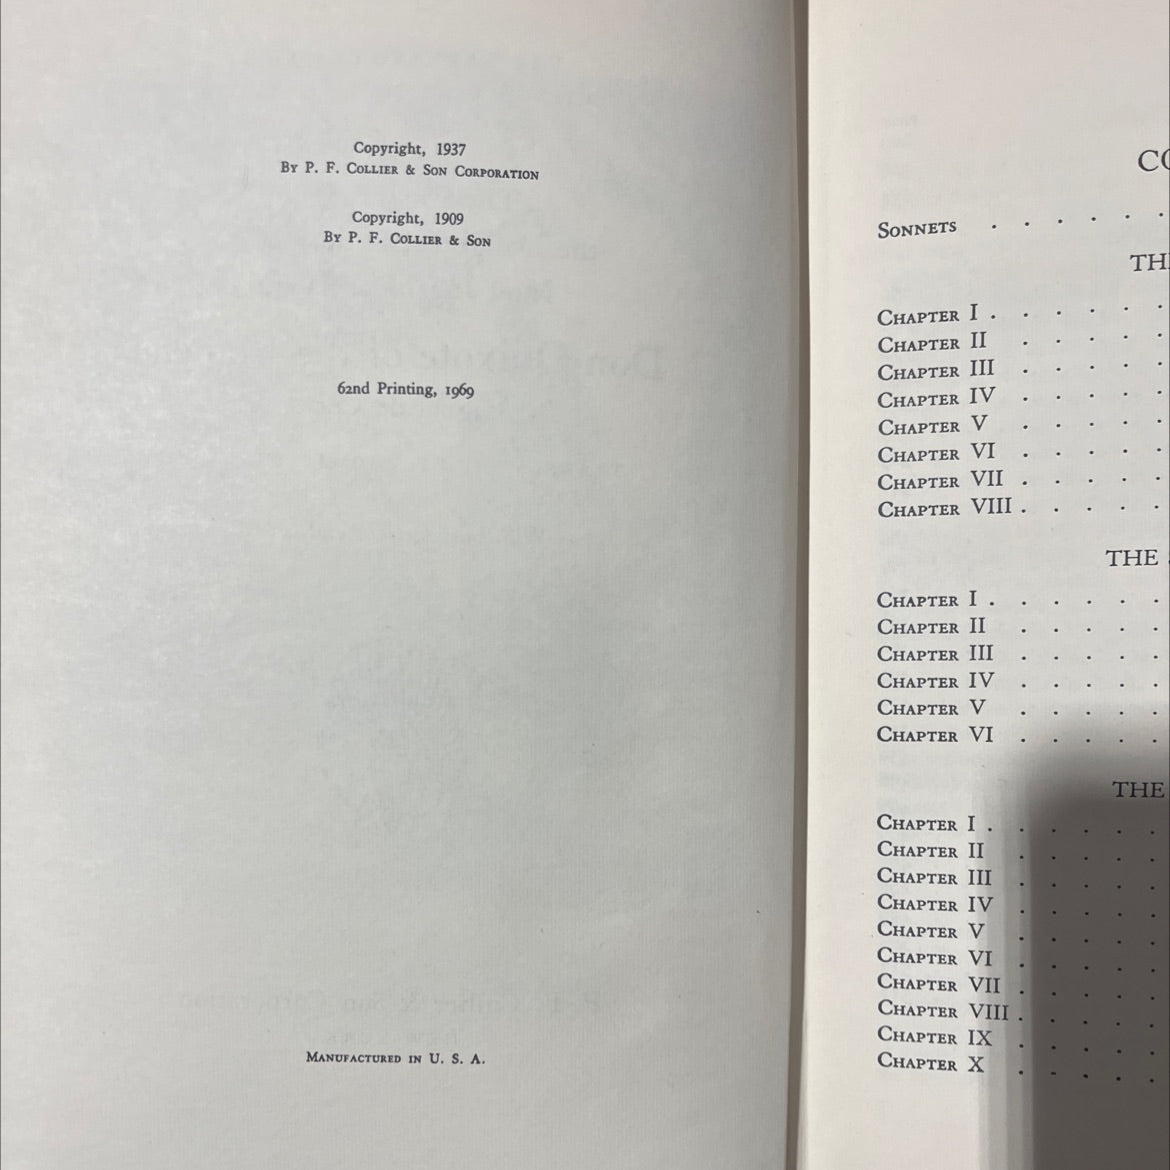 Copyright, 1937
By P. F. Collier & Son Corporation
Copyright, 1909
By P. F. Collier & Son
62nd Printing, 1969
Manufactured in U. S. A.
Sonnets . . . . . .
Chapter I . . . . . .
Chapter II . . . . .
Chapter III . . . . .
Chapter IV . . . . .
Chapter V . . . . .
Chapter VI . . . . .
Chapter VII . . . . .
Chapter VIII . . . . .
THE
Chapter I . . . . . .
Chapter II . . . . .
Chapter III . . . . .
Chapter IV . . . . .
Chapter V . . . . .
Chapter VI . . . . .
THE
Chapter I . . . . . .
Chapter II . . . . .
Chapter III . . . . .
Chapter IV . . . . .
Chapter V . . . . .
Chapter VI . . . . .
Chapter VII . . . . .
Chapter VIII . . . . .
Chapter IX . . . . .
Chapter X . . . . .